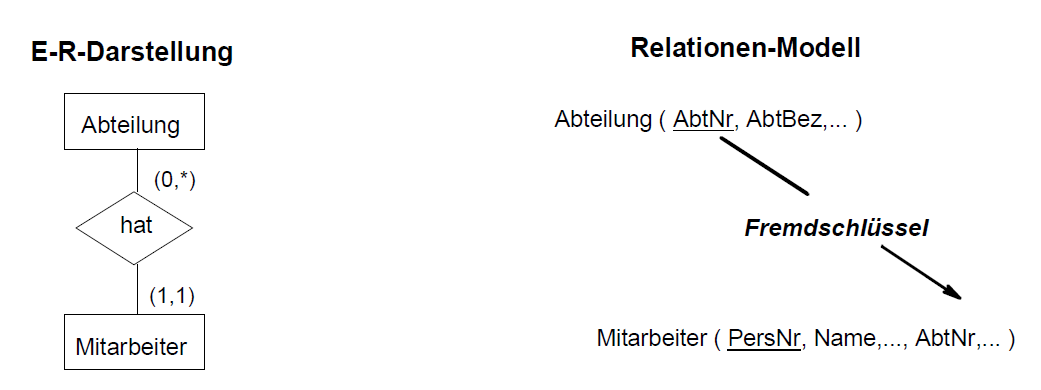 E-R-Darstellung
Abteilung
(0,*)
hat
(1,1)
Mitarbeiter
Relationen-Modell
Abteilung ( AbtNr, AbtBez,... )
Fremdschlüssel
Mitarbeiter ( PersNr, Name,..., AbtNr,... )